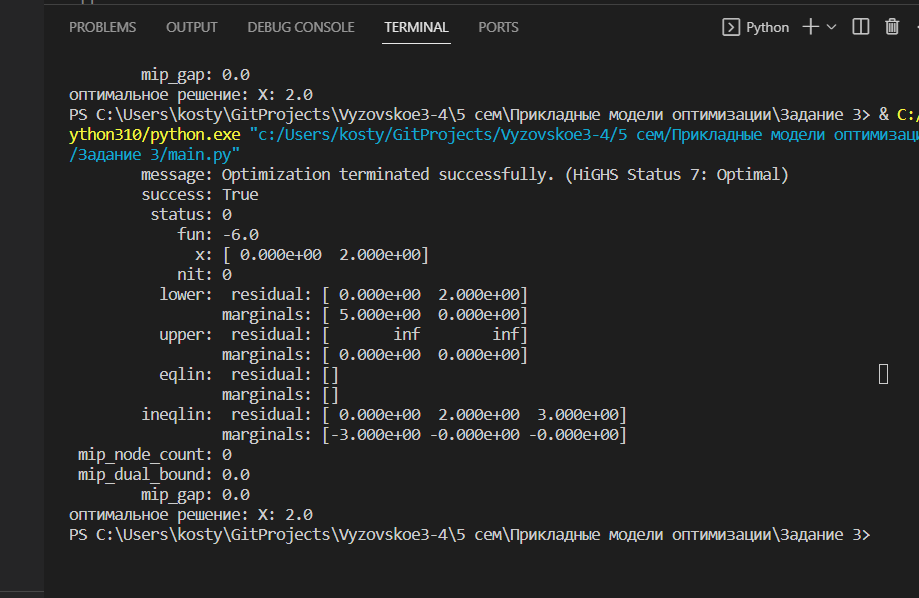 PROBLEMS OUTPUT DEBUG CONSOLE TERMINAL PORTS Python
mip_gap: 0.0
оптимальное решение: X: 2.0
PS C:\Users\kosty\GitProjects\Vyzovskoe3-4\5 сем\Прикладные модели оптимизации\Задание 3> & C:/
ython310/python.exe "c:/Users/kosty/GitProjects/Vyzovskoe3-4/5 сем/Прикладные модели оптимизаци
/Задание 3/main.py"
message: Optimization terminated successfully. (HiGHS Status 7: Optimal)
success: True
status: 0
fun: -6.0
x: [ 0.000e+00 2.000e+00]
nit: 0
lower: residual: [ 0.000e+00 2.000e+00]
marginals: [ 5.000e+00 0.000e+00]
upper: residual: [ inf inf]
marginals: [ 0.000e+00 0.000e+00]
eqlin: residual: []
marginals: []
ineqlin: residual: [ 0.000e+00 2.000e+00 3.000e+00]
marginals: [-3.000e+00 -0.000e+00 -0.000e+00]
mip_node_count: 0
mip_dual_bound: 0.0
mip_gap: 0.0
оптимальное решение: X: 2.0
PS C:\Users\kosty\GitProjects\Vyzovskoe3-4\5 сем\Прикладные модели оптимизации\Задание 3>